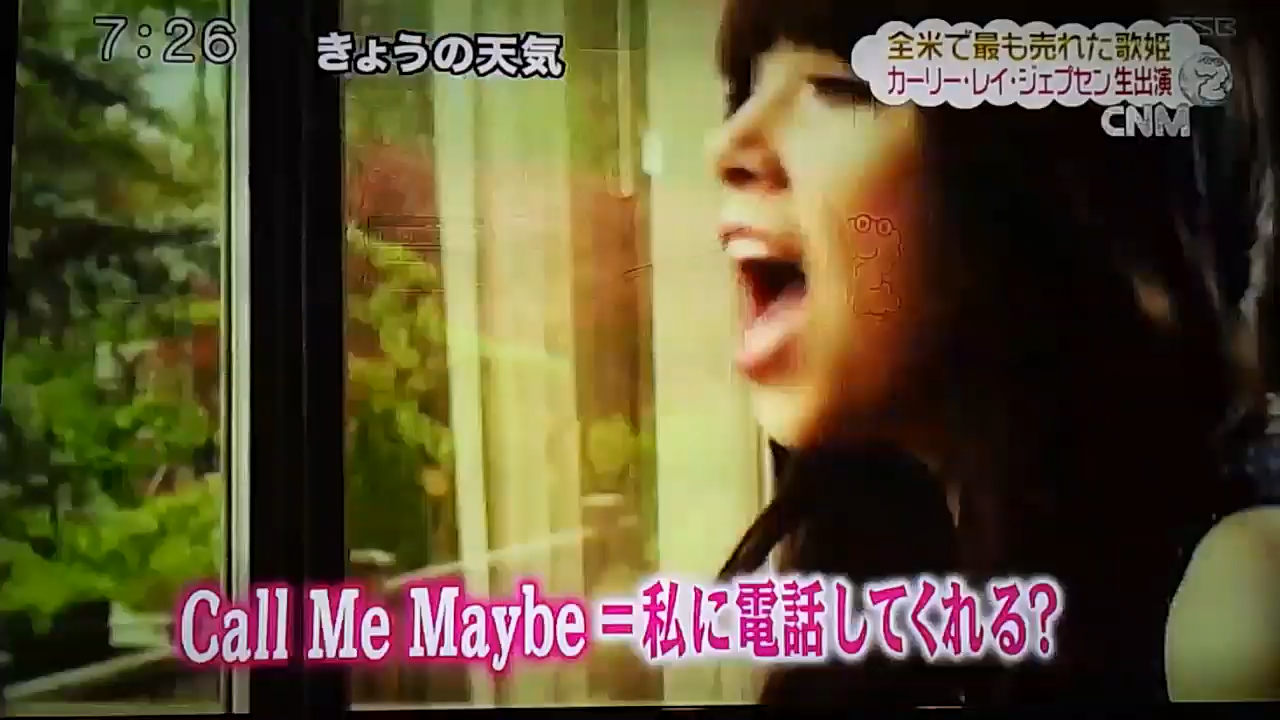 7:26
きょうの天気
全米で最も売れた歌姫
カーリー・レイ・ジェプセン 生出演
CNM
Call Me Maybe = 私に電話してくれる?